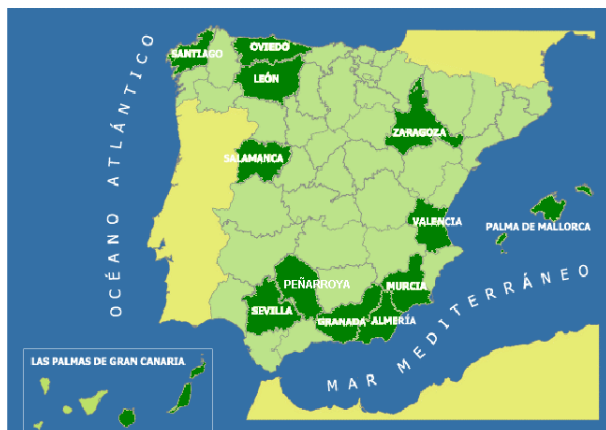 SANTIAGO
OVIEDO
LEÓN
ZARAGOZA
SALAMANCA
VALENCIA
PALMA DE MALLORCA
PEÑARROYA
MURCIA
SEVILLA
GRANADA
ALMERIA
LAS PALMAS DE GRAN CANARIA
OCÉANO ATLÁNTICO
MAR MEDITERRÁNEO